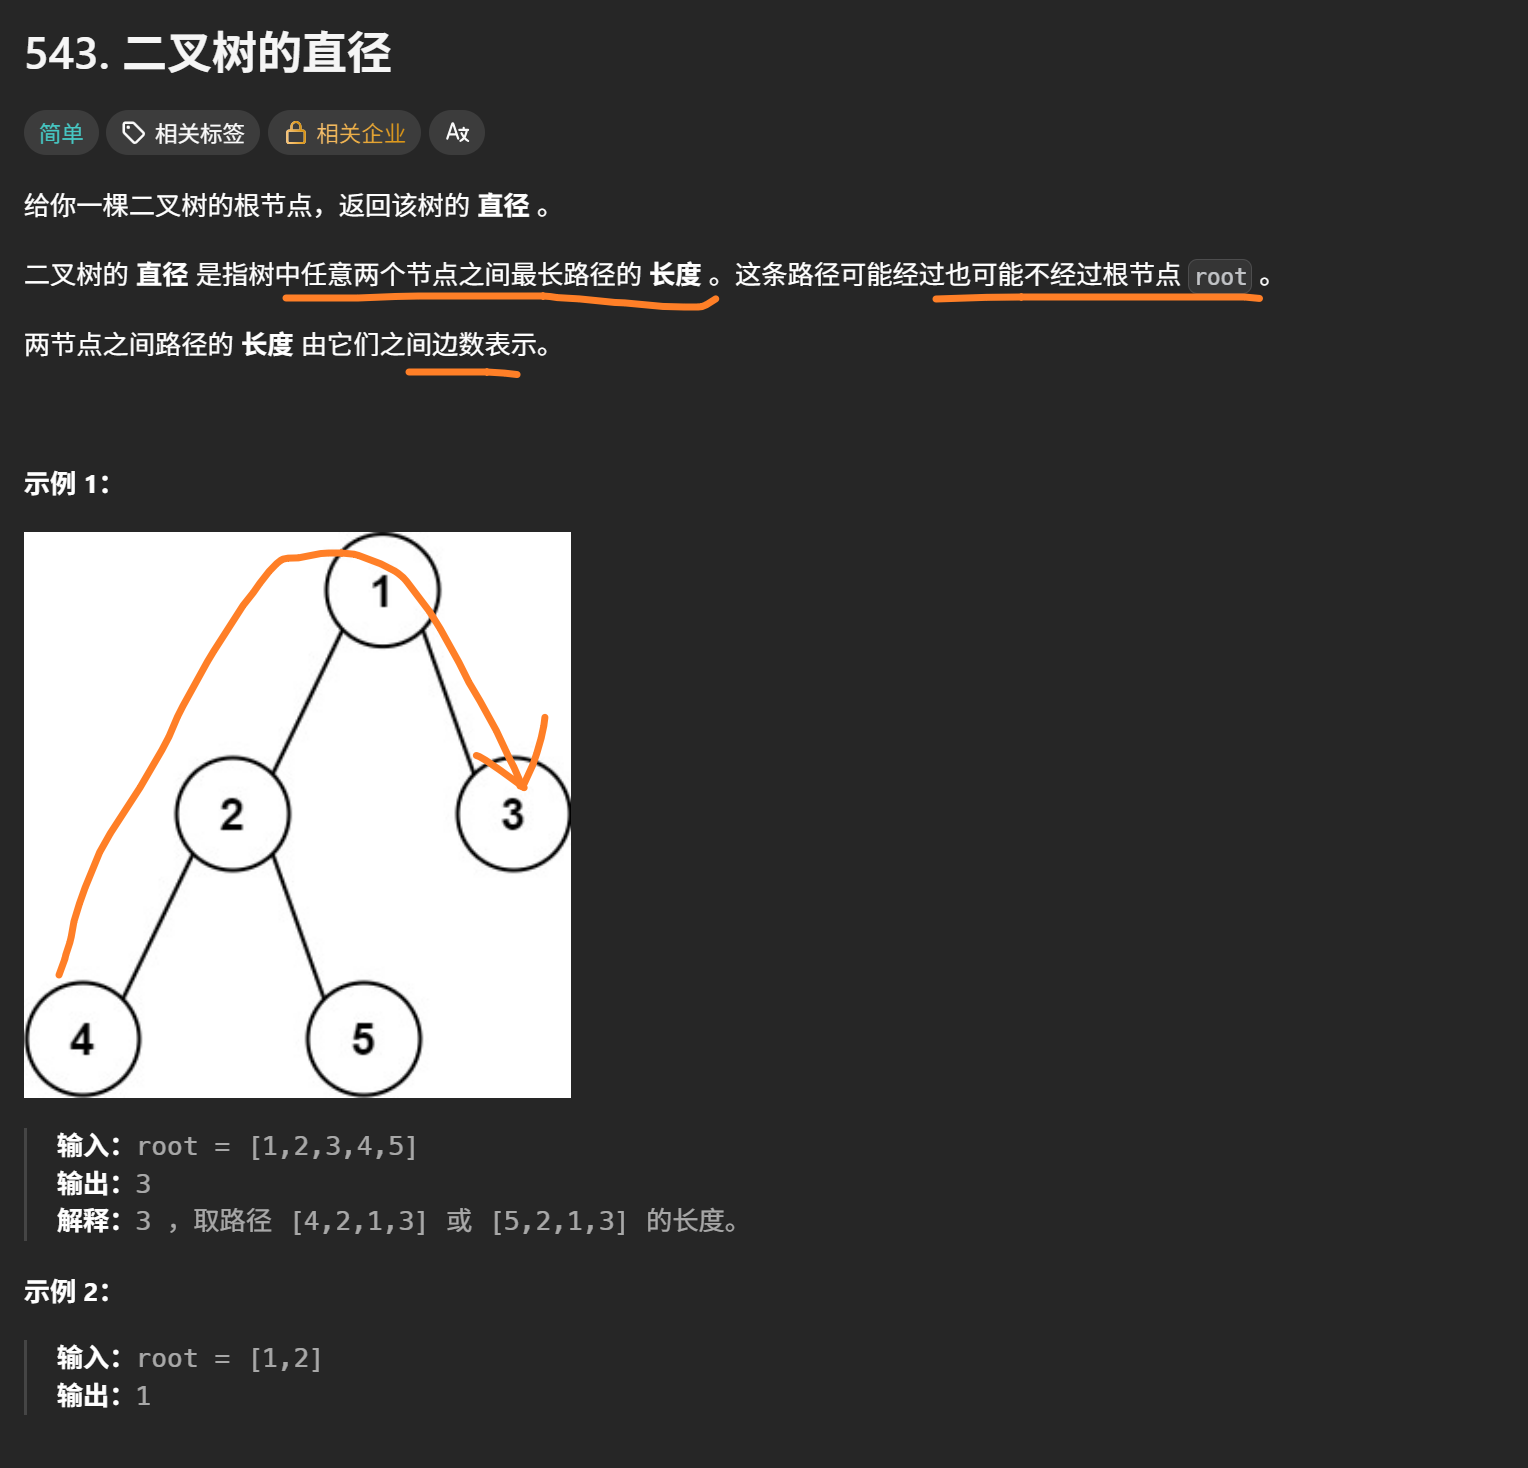 543. 二叉树的直径
简单 相关标签 相关企业
给你一棵二叉树的根节点，返回该树的 直径 。
二叉树的 直径 是指树中任意两个节点之间最长路径的 长度 。这条路径可能经过也可能不经过根节点 root 。
两节点之间路径的 长度 由它们之间边数表示。
示例 1：
1
2 3
4 5
输入：root = [1,2,3,4,5]
输出：3
解释：3 ，取路径 [4,2,1,3] 或 [5,2,1,3] 的长度。
示例 2：
输入：root = [1,2]
输出：1